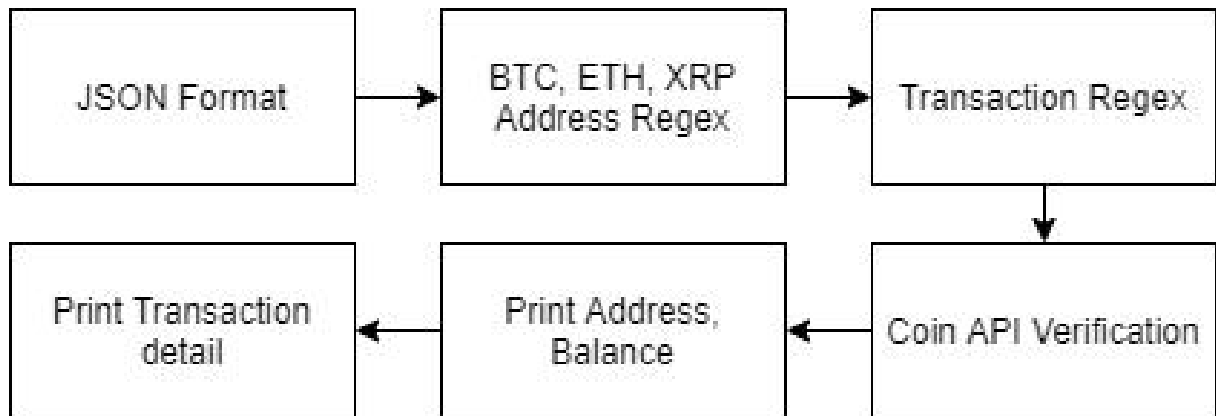 JSON Format
BTC, ETH, XRP
Address Regex
Transaction Regex
Coin API Verification
Print Address,
Balance
Print Transaction
detail